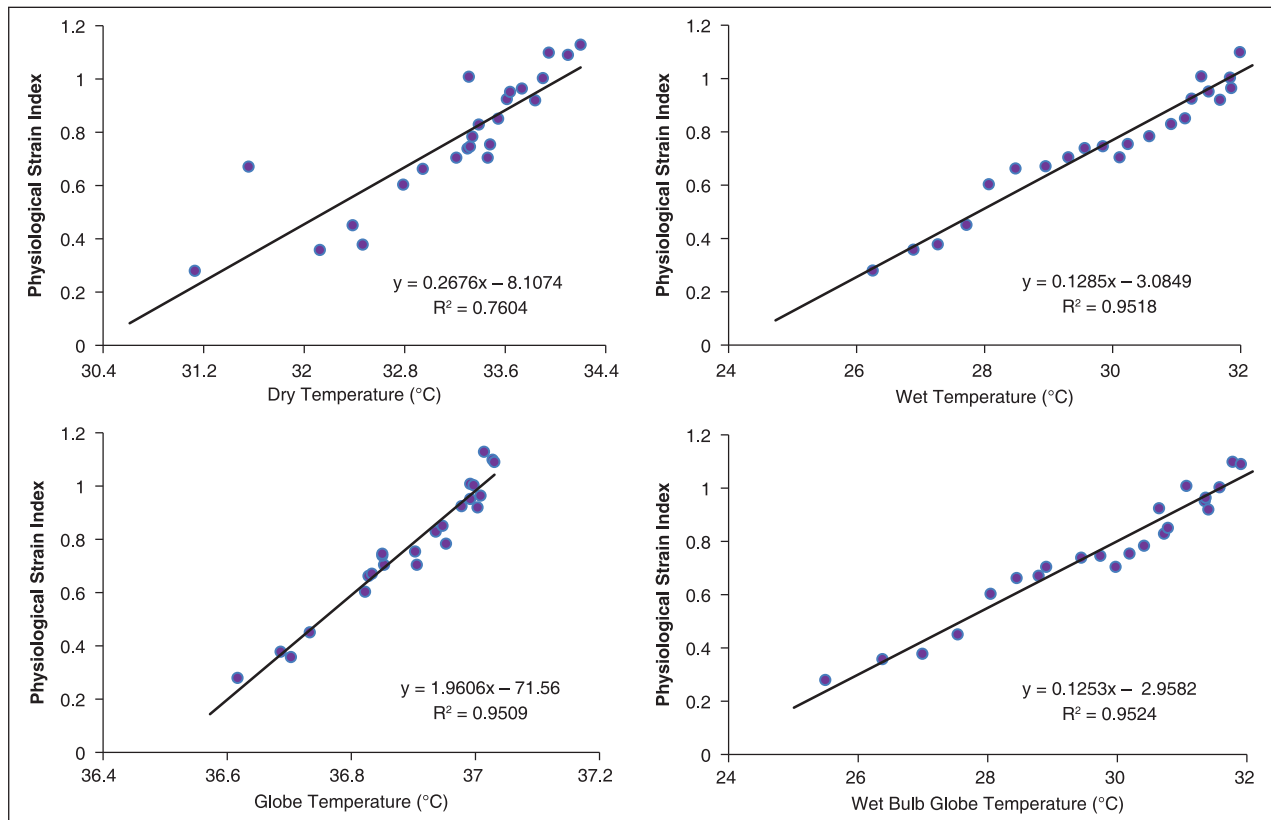 Physiological Strain Index
1.2
1
0.8
0.6
0.4
0.2
0
y = 0.2676x – 8.1074
R² = 0.7604
30.4 31.2 32 32.8 33.6 34.4
Dry Temperature (°C)
Physiological Strain Index
1.2
1
0.8
0.6
0.4
0.2
0
y = 0.1285x – 3.0849
R² = 0.9518
24 26 28 30 32
Wet Temperature (°C)
Physiological Strain Index
1.2
1
0.8
0.6
0.4
0.2
0
y = 1.9606x – 71.56
R² = 0.9509
36.4 36.6 36.8 37 37.2
Globe Temperature (°C)
Physiological Strain Index
1.2
1
0.8
0.6
0.4
0.2
0
y = 0.1253x – 2.9582
R² = 0.9524
24 26 28 30 32
Wet Bulb Globe Temperature (°C)